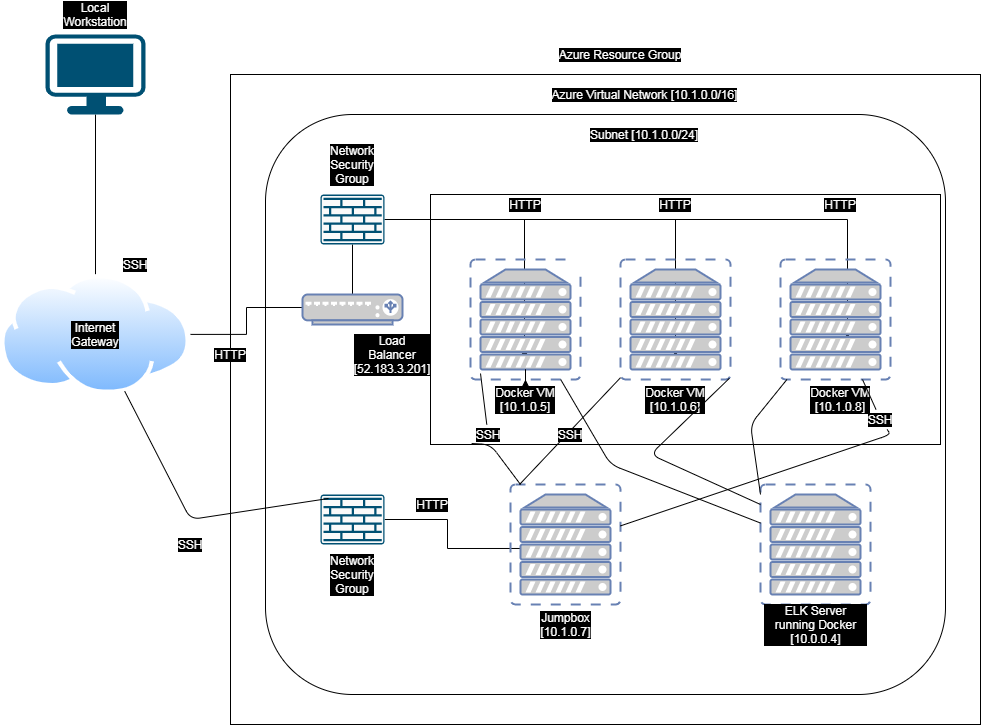 Local
Workstation
Azure Resource Group
Azure Virtual Network [10.1.0.0/16]
Subnet [10.1.0.0/24]
Network
Security
Group
HTTP
HTTP
HTTP
SSH
Internet
Gateway
HTTP
Load
Balancer
[52.183.3.201]
Docker VM
[10.1.0.5]
Docker VM
[10.1.0.6]
Docker VM
[10.1.0.8]
SSH
SSH
SSH
HTTP
SSH
Network
Security
Group
Jumpbox
[10.1.0.7]
ELK Server
running Docker
[10.0.0.4]